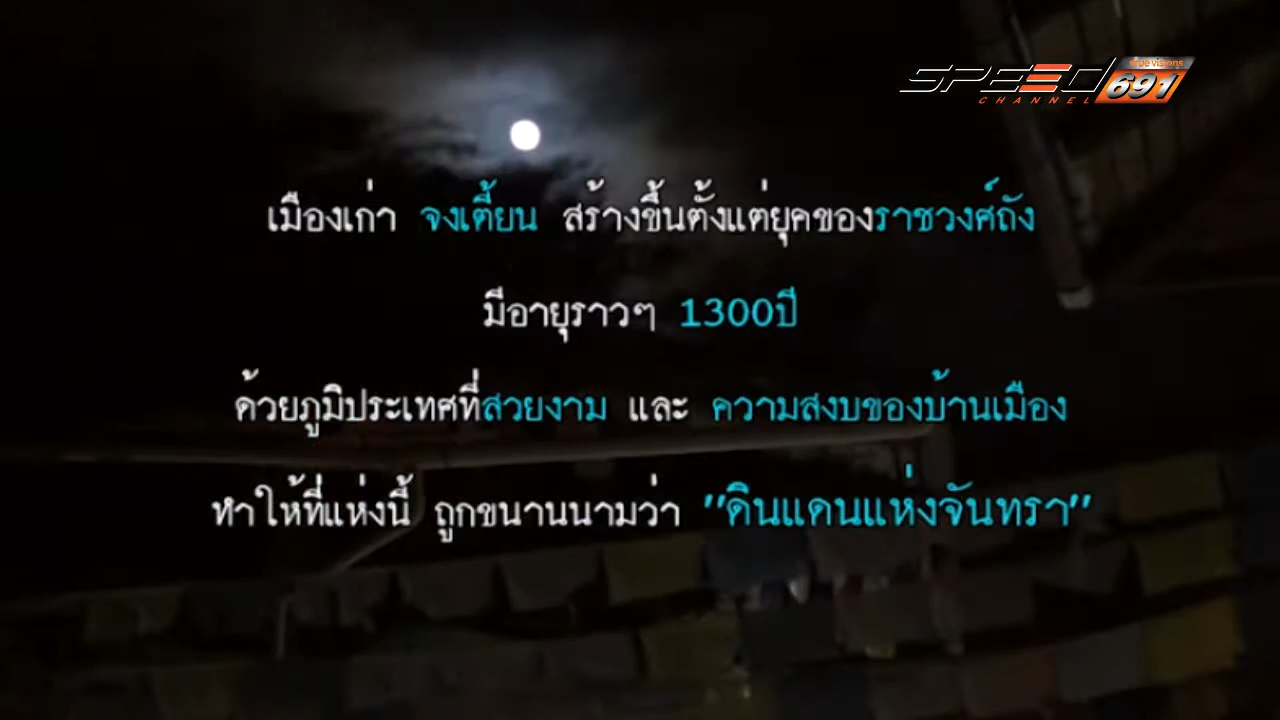 true visions
SPEED 691
CHANNEL
เมืองเก่า จงเตี้ยน สร้างขึ้นตั้งแต่ยุคของราชวงศ์ถัง
มีอายุราวๆ 1300ปี
ด้วยภูมิประเทศที่สวยงาม และ ความสงบของบ้านเมือง
ทำให้ที่แห่งนี้ ถูกขนานนามว่า "ดินแดนแห่งจันทรา"